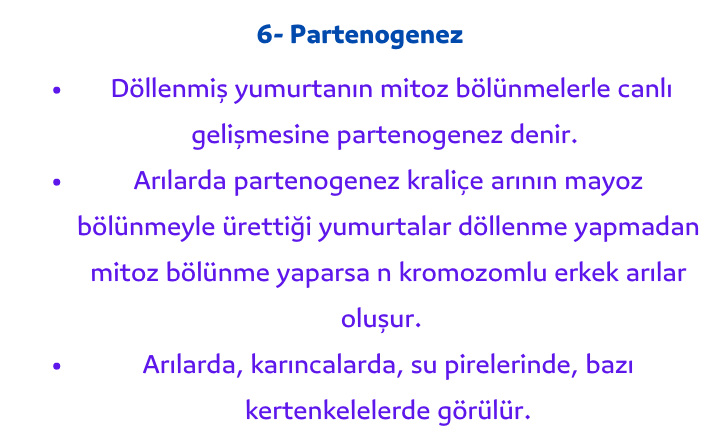 6- Partenogenez
• Döllenmiş yumurtanın mitoz bölünmelerle canlı
gelişmesine partenogenez denir.
• Arılarda partenogenez kraliçe arının mayoz
bölünmeyle ürettiği yumurtalar döllenme yapmadan
mitoz bölünme yaparsa n kromozomlu erkek arılar
oluşur.
• Arılarda, karıncalarda, su pirelerinde, bazı
kertenkelelerde görülür.